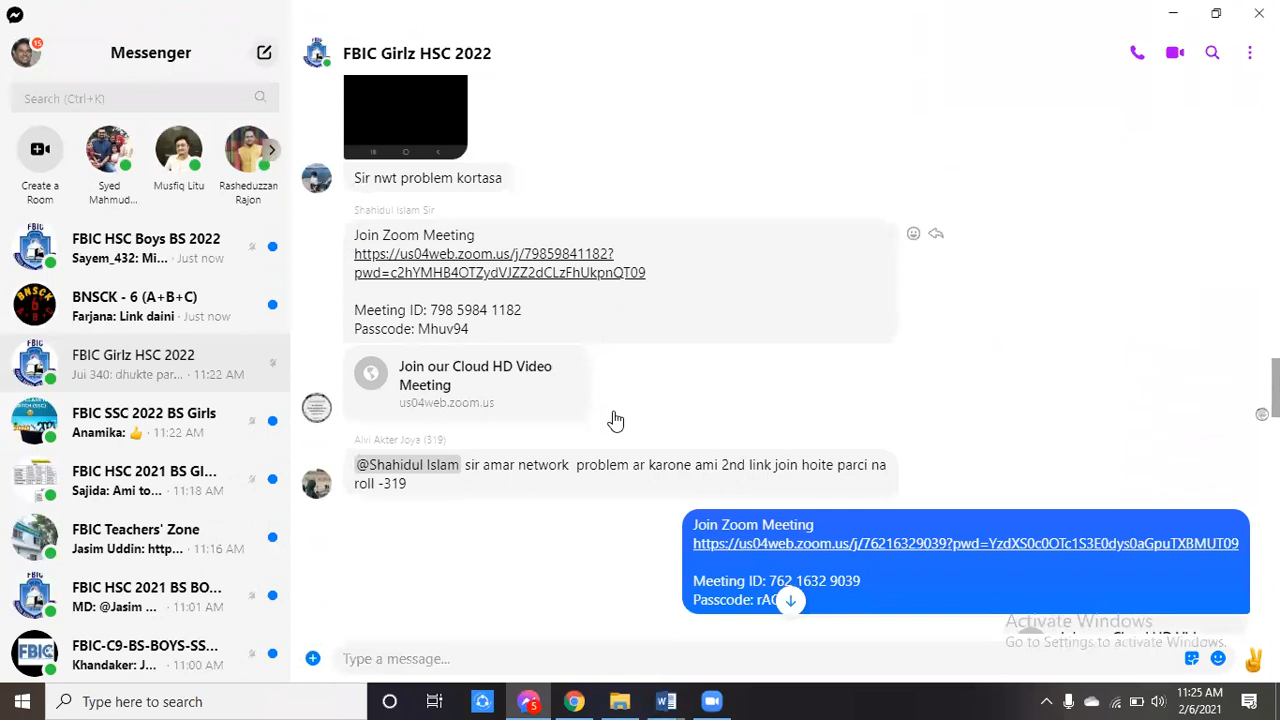 15
Messenger
Search (Ctrl+K)
Create a
Room
Syed
Mahmud...
Musfiq Litu
Rasheduzzan
Rajon
FBIC HSC Boys BS 2022
Sayem_432: Mi... · Just now
BNSCK - 6 (A+B+C)
Farjana: Link daini · Just now
FBIC Girlz HSC 2022
Jui 340: dhukte par... · 11:22 AM
FBIC SSC 2022 BS Girls
Anamika: 👍 · 11:22 AM
FBIC HSC 2021 BS GI...
Sajida: Ami to... · 11:18 AM
FBIC Teachers' Zone
Jasim Uddin: http... · 11:16 AM
FBIC HSC 2021 BS BO...
MD: @Jasim ... · 11:01 AM
FBIC-C9-BS-BOYS-SS...
Khandaker: J... · 11:00 AM
FBIC Girlz HSC 2022
Sir nwt problem kortasa
Shahidul Islam Sir
Join Zoom Meeting
https://us04web.zoom.us/j/79859841182?
pwd=c2hYMHB4OTZydVJZZ2dCLzFhUkpnQT09
Meeting ID: 798 5984 1182
Passcode: Mhuv94
Join our Cloud HD Video
Meeting
us04web.zoom.us
Alvi Akter Joya (319)
@Shahidul Islam sir amar network problem ar karone ami 2nd link join hoite parci na
roll -319
Join Zoom Meeting
https://us04web.zoom.us/j/76216329039?pwd=YzdXS0c0OTc1S3E0dys0aGpuTXBMUT09
Meeting ID: 762 1632 9039
Passcode:
Activate Windows
Go to Settings to activate Windows.
Type a message...
Type here to search
5
11:25 AM
2/6/2021